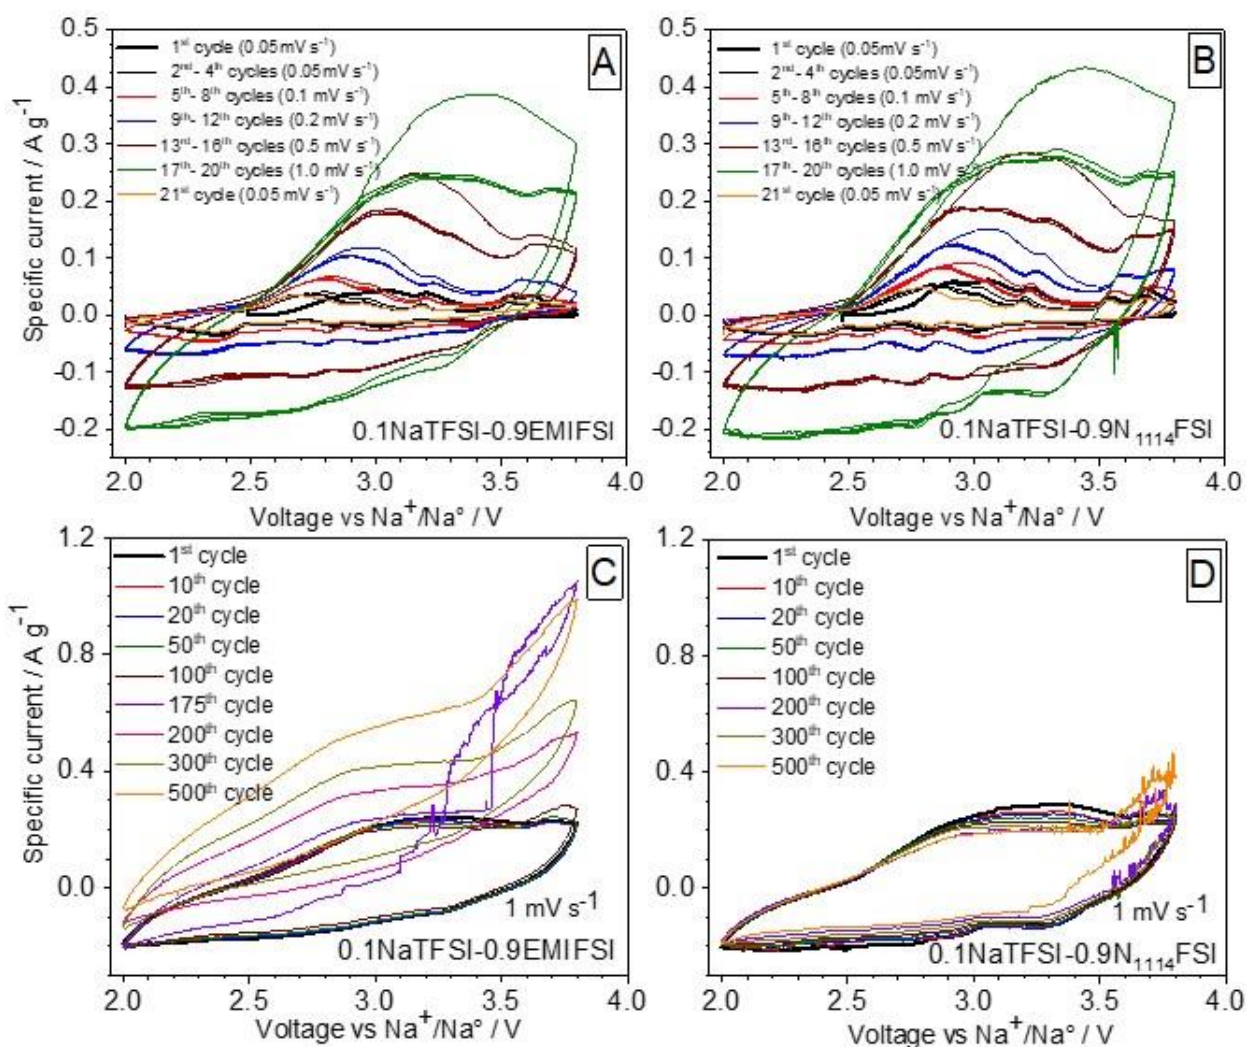 A
0.5
0.4
0.3
0.2
0.1
0.0
-0.1
-0.2
Specific current / Ag⁻¹
1ˢᵗ cycle (0.05mV s⁻¹)
2ⁿᵈ- 4ᵗʰ cycles (0.05mV s⁻¹)
5ᵗʰ- 8ᵗʰ cycles (0.1 mV s⁻¹)
9ᵗʰ- 12ᵗʰ cycles (0.2 mV s⁻¹)
13ʳᵈ- 16ᵗʰ cycles (0.5 mV s⁻¹)
17ᵗʰ- 20ᵗʰ cycles (1.0 mV s⁻¹)
21ˢᵗ cycle (0.05 mV s⁻¹)
0.1NaTFSI-0.9EMIFSI
2.0 2.5 3.0 3.5 4.0
Voltage vs Na⁺/Na° / V
B
0.5
0.4
0.3
0.2
0.1
0.0
-0.1
-0.2
1ˢᵗ cycle (0.05mV s⁻¹)
2ⁿᵈ- 4ᵗʰ cycles (0.05mV s⁻¹)
5ᵗʰ- 8ᵗʰ cycles (0.1 mV s⁻¹)
9ᵗʰ- 12ᵗʰ cycles (0.2 mV s⁻¹)
13ʳᵈ- 16ᵗʰ cycles (0.5 mV s⁻¹)
17ᵗʰ- 20ᵗʰ cycles (1.0 mV s⁻¹)
21ˢᵗ cycle (0.05 mV s⁻¹)
0.1NaTFSI-0.9N₁₁₁₄FSI
2.0 2.5 3.0 3.5 4.0
Voltage vs Na⁺/Na° / V
C
1.2
0.8
0.4
0.0
Specific current / A g⁻¹
1ˢᵗ cycle
10ᵗʰ cycle
20ᵗʰ cycle
50ᵗʰ cycle
100ᵗʰ cycle
175ᵗʰ cycle
200ᵗʰ cycle
300ᵗʰ cycle
500ᵗʰ cycle
1 mV s⁻¹
0.1NaTFSI-0.9EMIFSI
2.0 2.5 3.0 3.5 4.0
Voltage vs Na⁺/Na° / V
D
1.2
0.8
0.4
0.0
1ˢᵗ cycle
10ᵗʰ cycle
20ᵗʰ cycle
50ᵗʰ cycle
100ᵗʰ cycle
200ᵗʰ cycle
300ᵗʰ cycle
500ᵗʰ cycle
1 mV s⁻¹
0.1NaTFSI-0.9N₁₁₁₄FSI
2.0 2.5 3.0 3.5 4.0
Voltage vs Na⁺/Na° / V